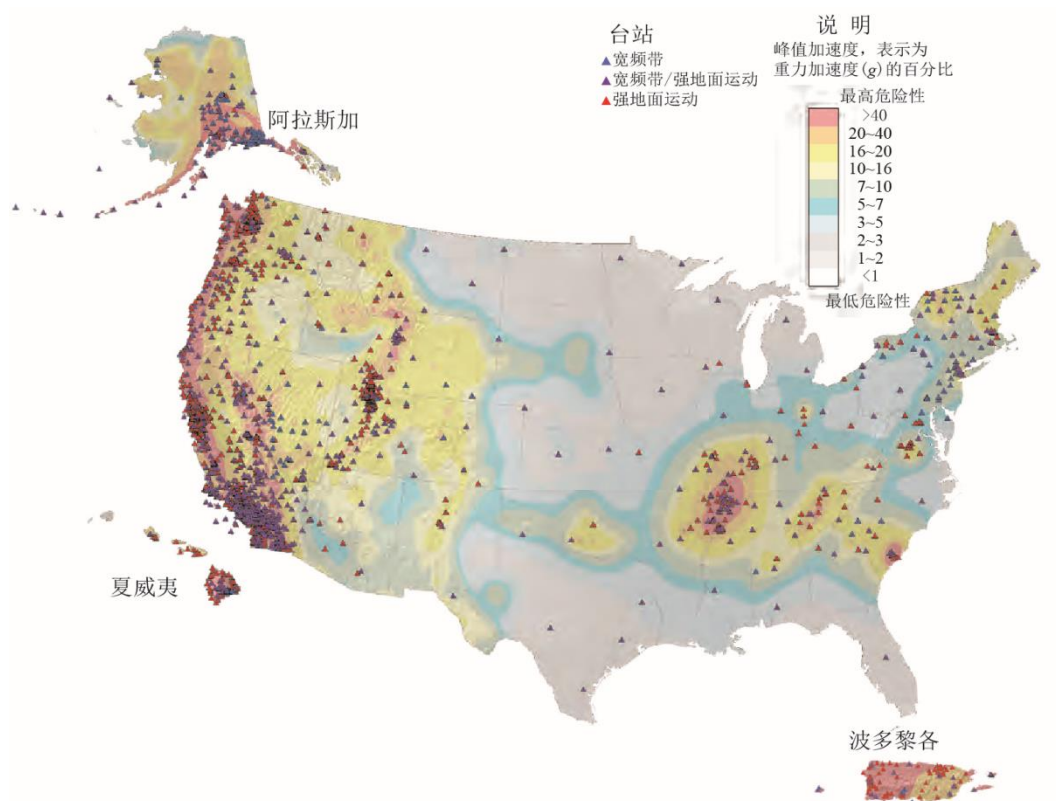 台站
宽频带
宽频带/强地面运动
强地面运动
说 明
峰值加速度，表示为
重力加速度(g)的百分比
最高危险性
>40
20~40
16~20
10~16
7~10
5~7
3~5
2~3
1~2
<1
最低危险性
阿拉斯加
夏威夷
波多黎各